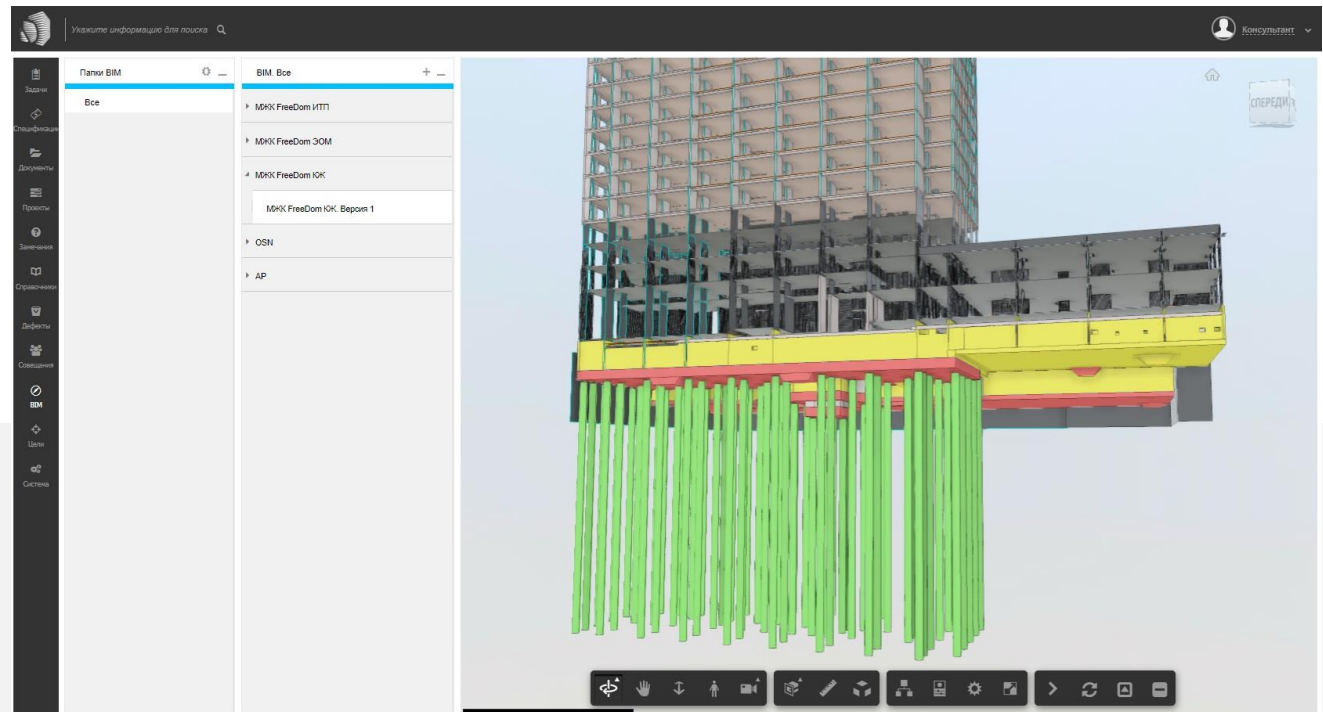 Укажите информацию для поиска
Консультант
Задачи
Спецификации
Документы
Проекты
Замечания
Справочники
Дефекты
Совещания
BIM
Цели
Система
Папки BIM
Все
BIM. Все
МЖК FreeDom ИТП
МЖК FreeDom ЭОМ
МЖК FreeDom КЖ
МЖК FreeDom КЖ. Версия 1
OSN
АР
СПЕРЕДИ